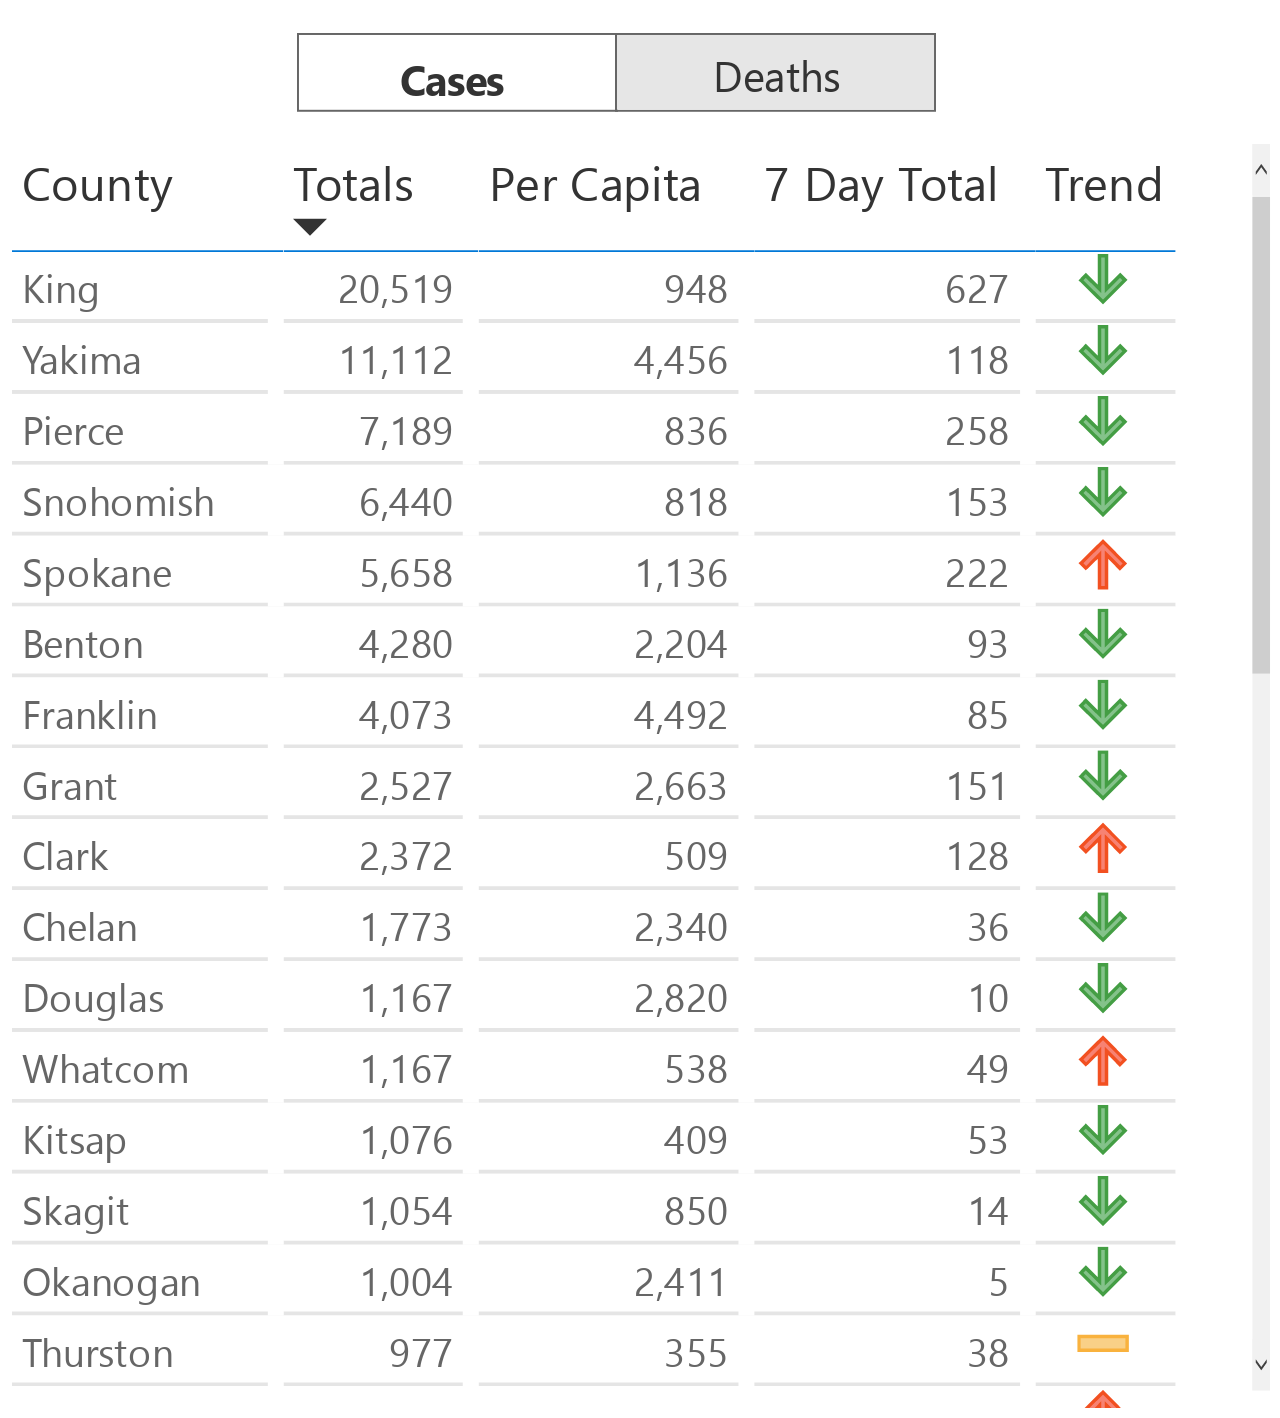 Cases Deaths
County Totals Per Capita 7 Day Total Trend
King 20,519 948 627
Yakima 11,112 4,456 118
Pierce 7,189 836 258
Snohomish 6,440 818 153
Spokane 5,658 1,136 222
Benton 4,280 2,204 93
Franklin 4,073 4,492 85
Grant 2,527 2,663 151
Clark 2,372 509 128
Chelan 1,773 2,340 36
Douglas 1,167 2,820 10
Whatcom 1,167 538 49
Kitsap 1,076 409 53
Skagit 1,054 850 14
Okanogan 1,004 2,411 5
Thurston 977 355 38